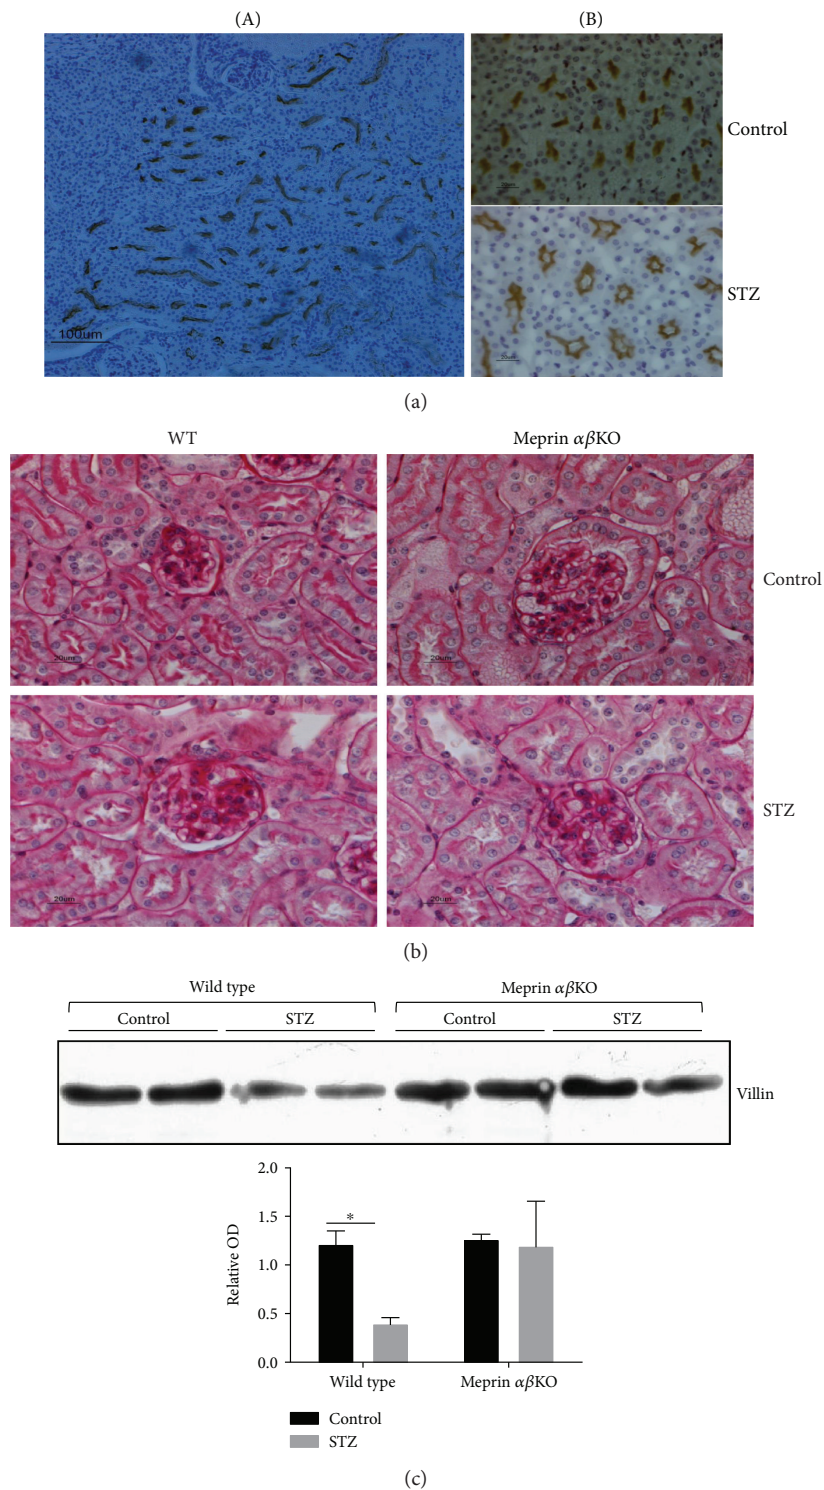 (A)
(B)
Control
STZ
100um
20um
20um
(a)
WT
Meprin αβKO
Control
STZ
20um
20um
20um
20um
(b)
Wild type
Meprin αβKO
Control
STZ
Control
STZ
Villin
2.0
1.5
1.0
0.5
0.0
Relative OD
*
Wild type
Meprin αβKO
Control
STZ
(c)